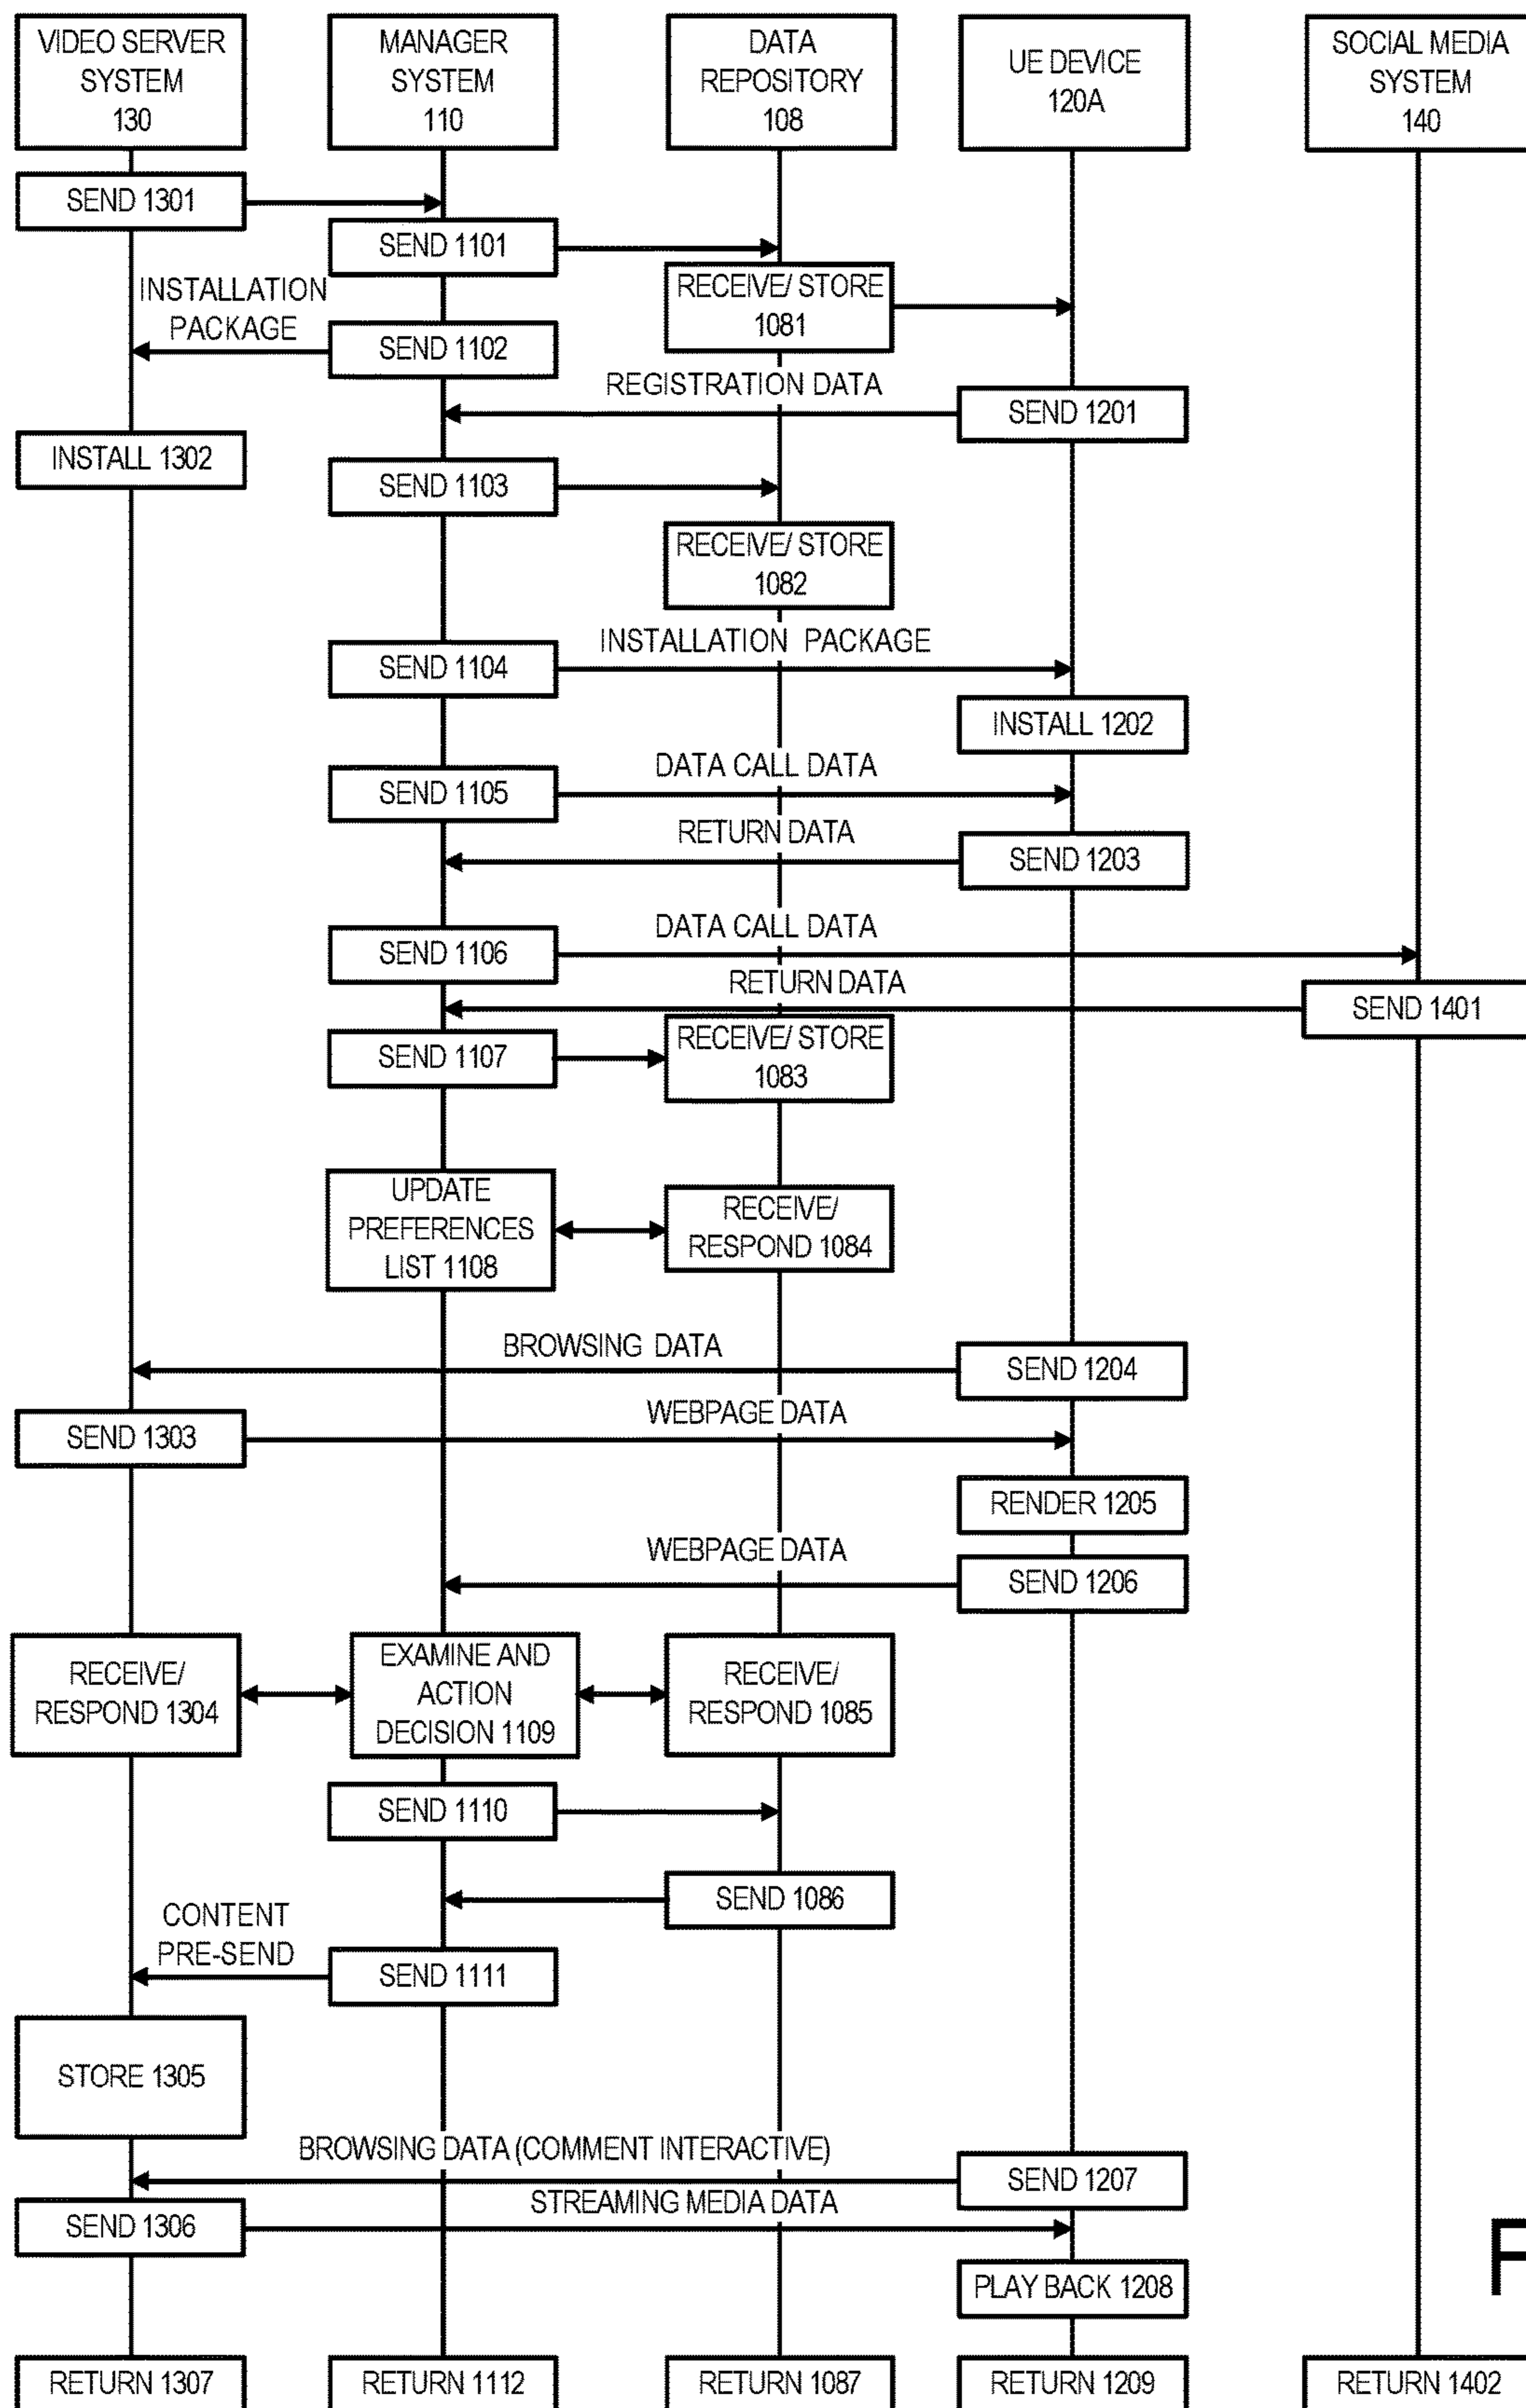 VIDEO SERVER
SYSTEM
130
MANAGER
SYSTEM
110
DATA
REPOSITORY
108
UE DEVICE
120A
SOCIAL MEDIA
SYSTEM
140
SEND 1301
SEND 1101
RECEIVE/ STORE
1081
INSTALLATION
PACKAGE
SEND 1102
REGISTRATION DATA
SEND 1201
INSTALL 1302
SEND 1103
RECEIVE/ STORE
1082
SEND 1104
INSTALLATION PACKAGE
INSTALL 1202
SEND 1105
DATA CALL DATA
RETURN DATA
SEND 1203
SEND 1106
DATA CALL DATA
RETURN DATA
SEND 1401
SEND 1107
RECEIVE/ STORE
1083
UPDATE
PREFERENCES
LIST 1108
RECEIVE/
RESPOND 1084
BROWSING DATA
SEND 1204
SEND 1303
WEBPAGE DATA
RENDER 1205
WEBPAGE DATA
SEND 1206
RECEIVE/
RESPOND 1304
EXAMINE AND
ACTION
DECISION 1109
RECEIVE/
RESPOND 1085
SEND 1110
SEND 1086
CONTENT
PRE-SEND
SEND 1111
STORE 1305
BROWSING DATA (COMMENT INTERACTIVE)
SEND 1207
SEND 1306
STREAMING MEDIA DATA
PLAY BACK 1208
RETURN 1307
RETURN 1112
RETURN 1087
RETURN 1209
RETURN 1402